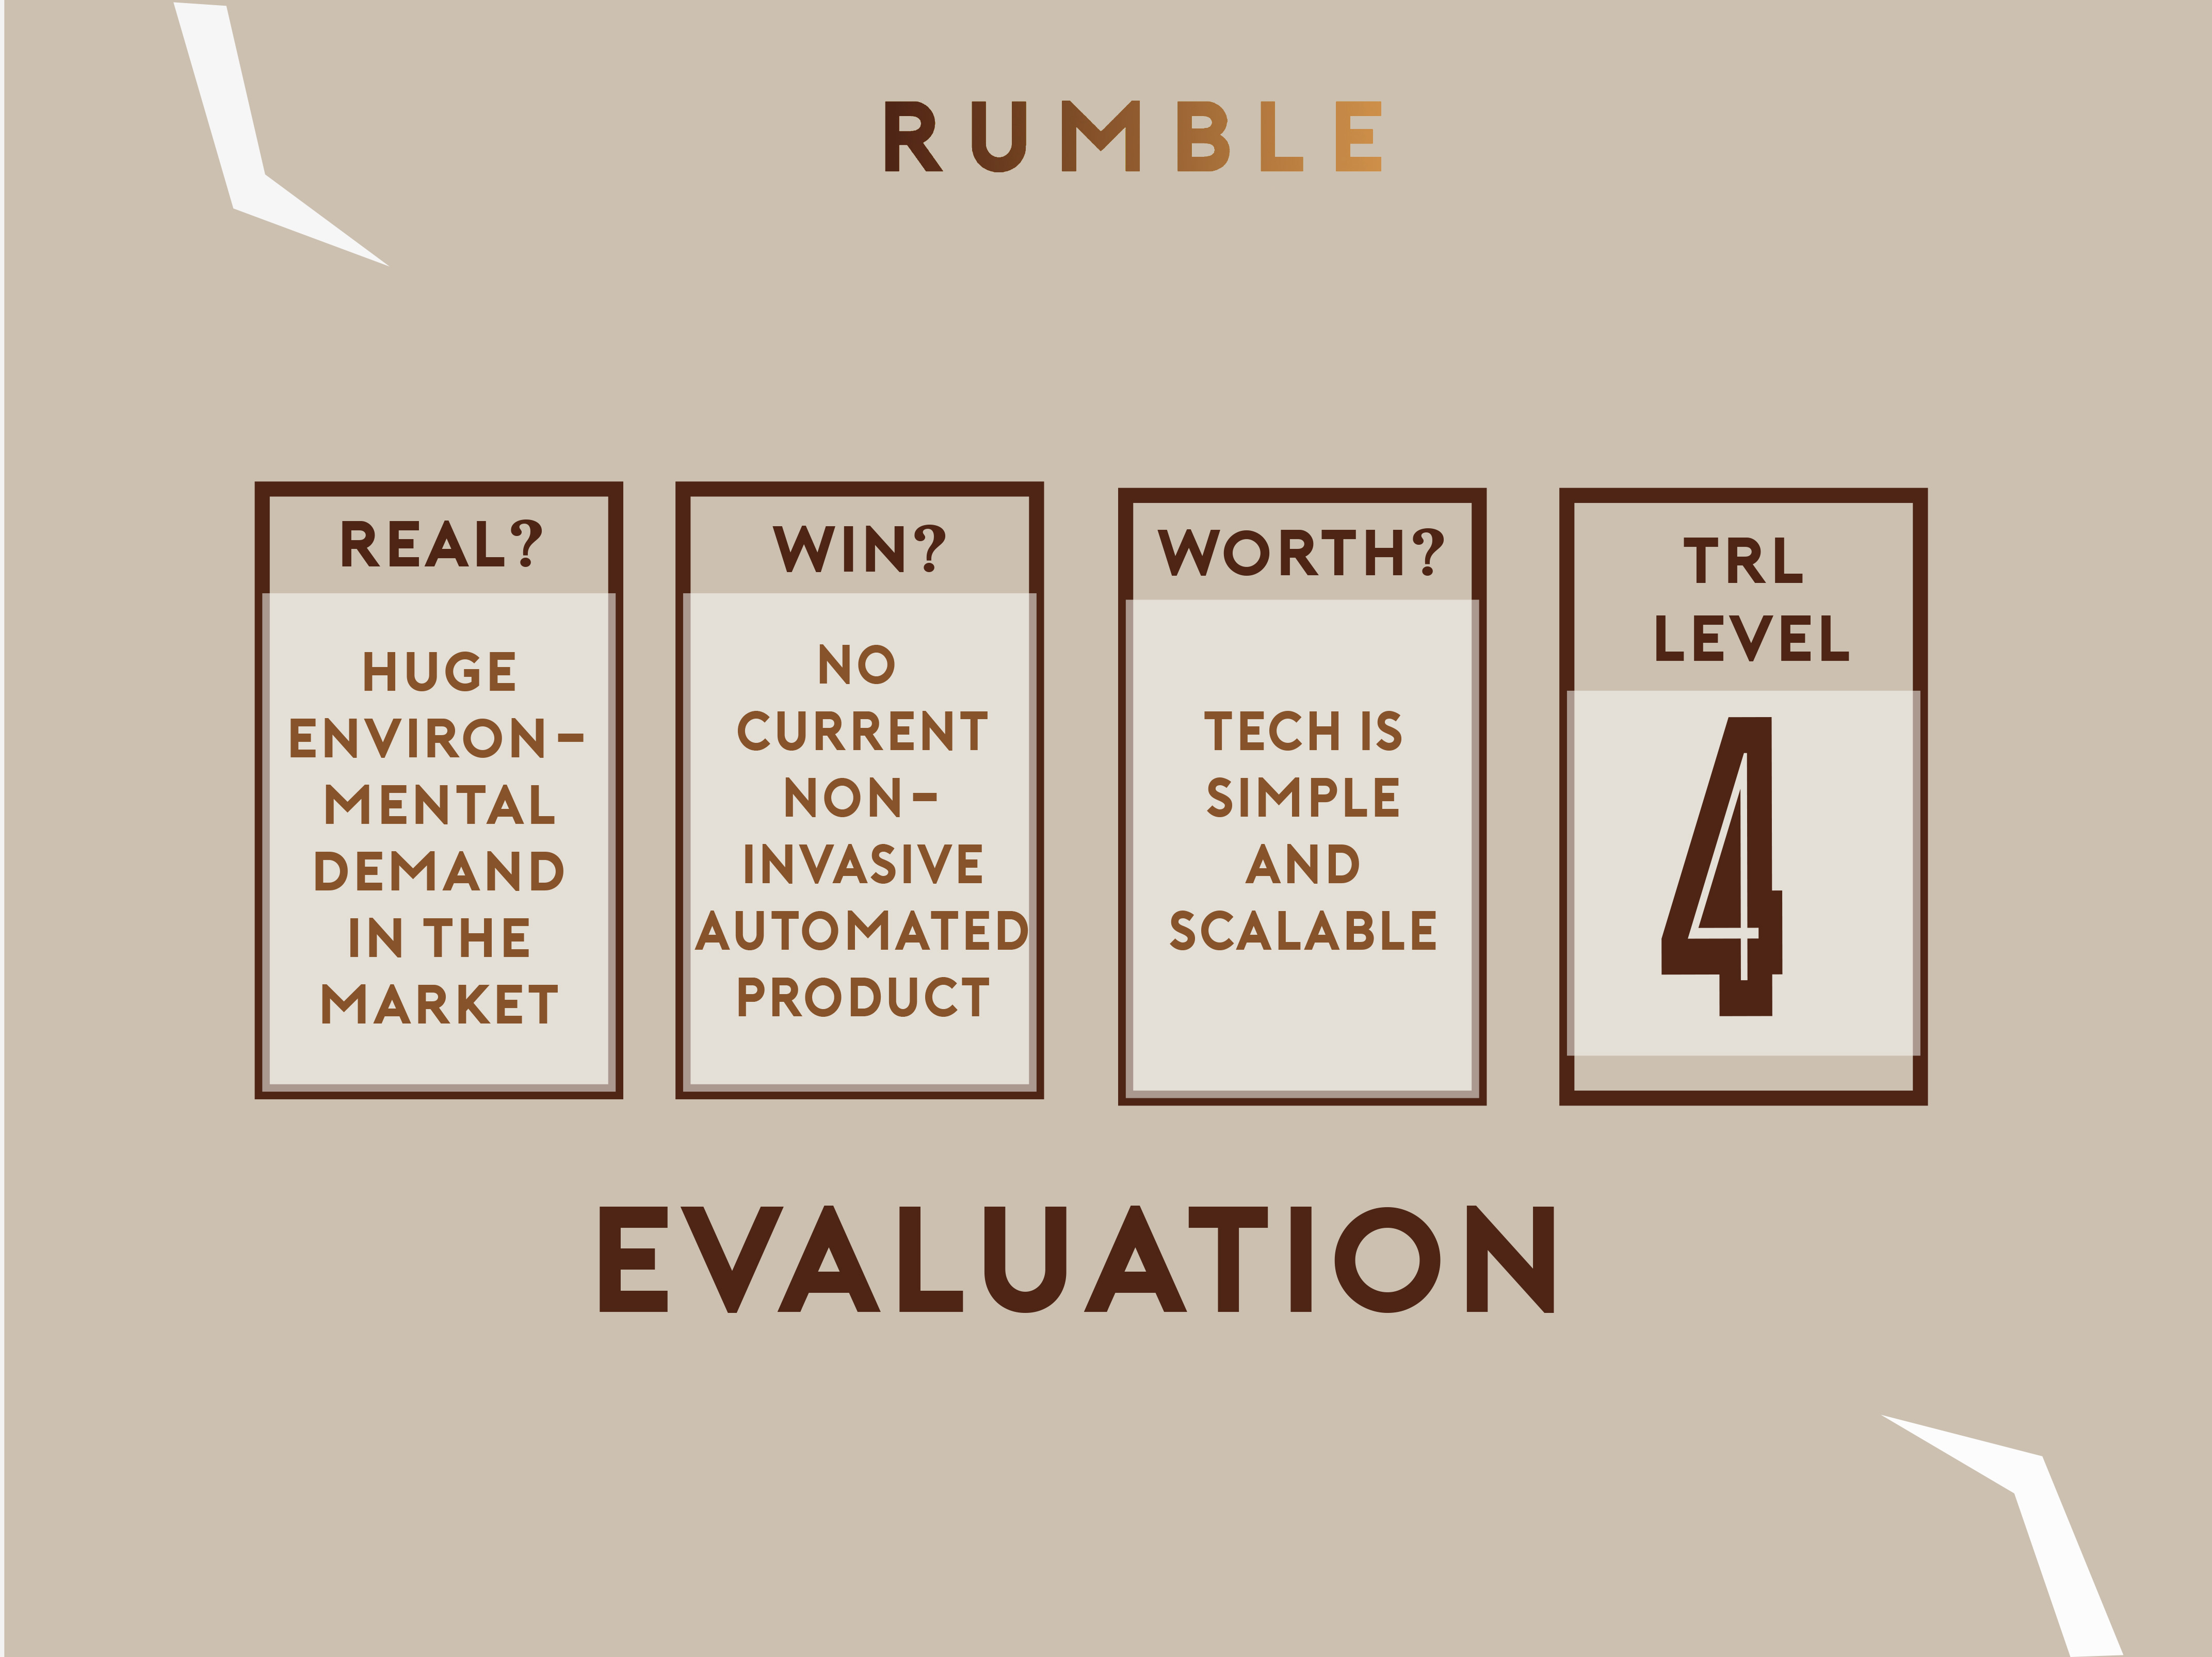 RUMBLE
REAL?
HUGE
ENVIRON-
MENTAL
DEMAND
IN THE
MARKET
WIN?
NO
CURRENT
NON-
INVASIVE
AUTOMATED
PRODUCT
WORTH?
TECH IS
SIMPLE
AND
SCALABLE
TRL
LEVEL
4
EVALUATION